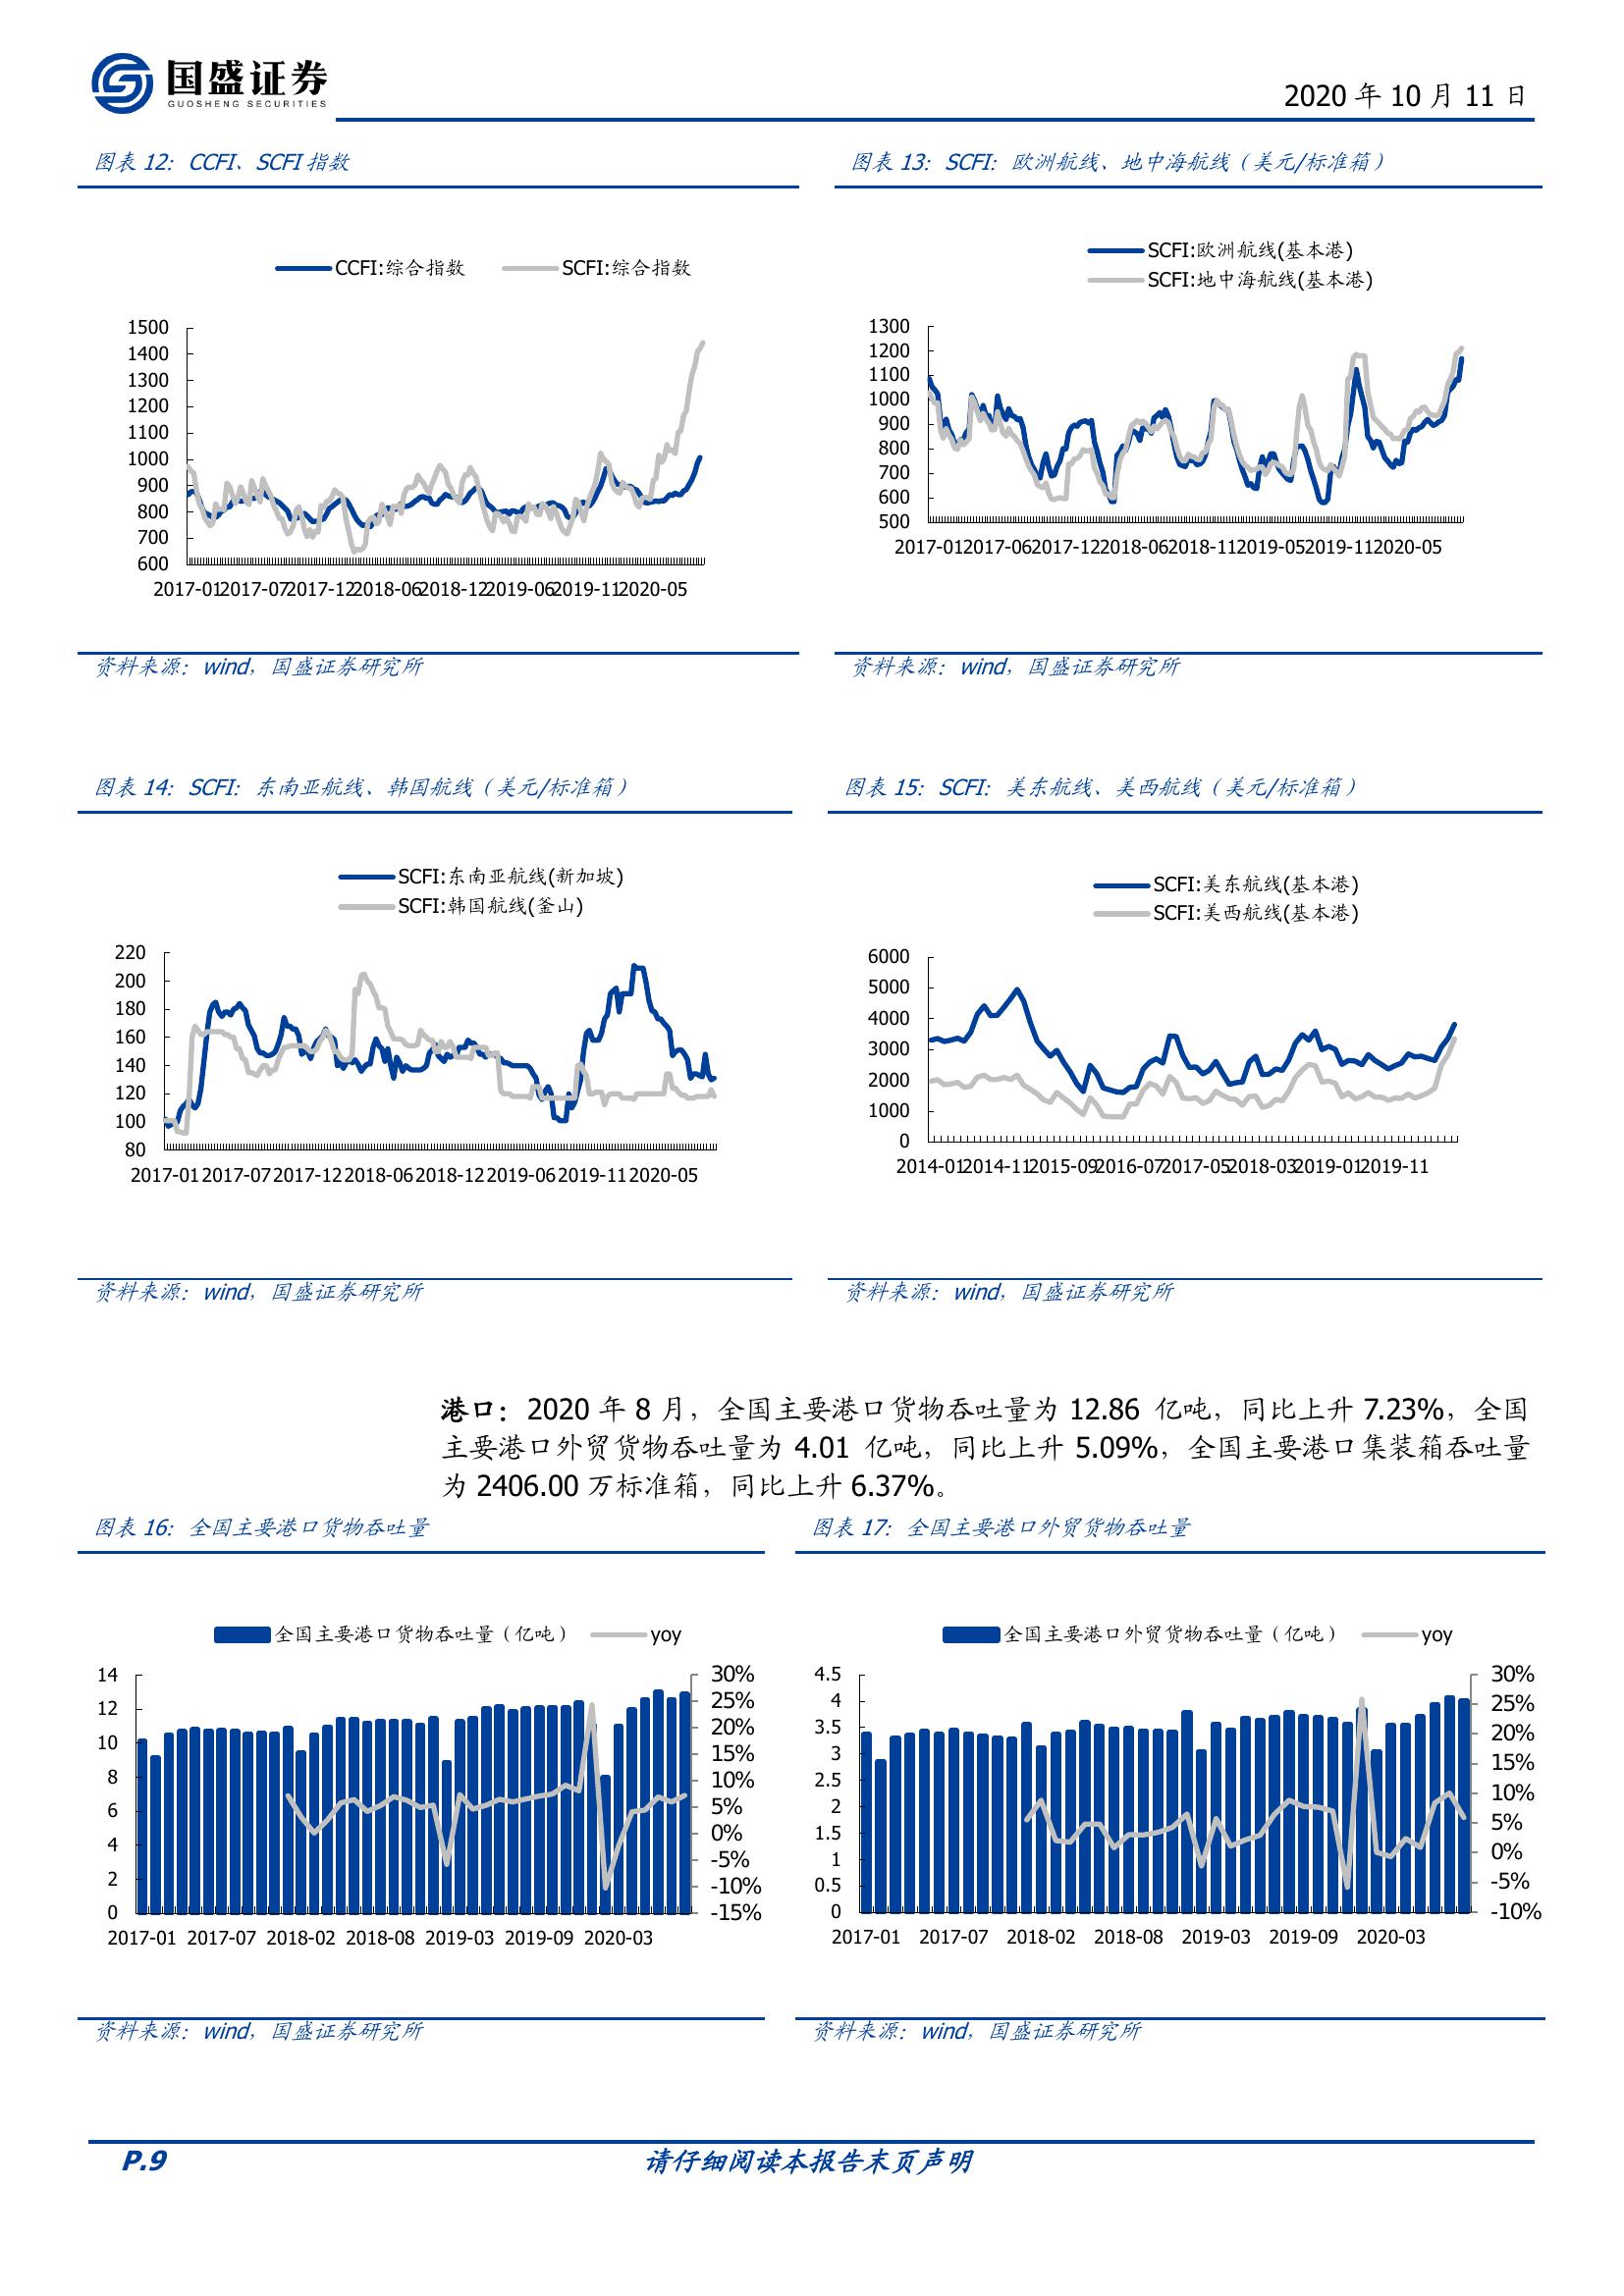 国盛证券
GUOSHENG SECURITIES
2020 年 10 月 11 日
图表 12：CCFI、SCFI 指数
CCFI:综合指数 SCFI:综合指数
1500
1400
1300
1200
1100
1000
900
800
700
600
2017-01 2017-07 2017-12 2018-06 2018-12 2019-06 2019-11 2020-05
资料来源：wind，国盛证券研究所
图表 13：SCFI：欧洲航线、地中海航线（美元/标准箱）
SCFI:欧洲航线(基本港)
SCFI:地中海航线(基本港)
1300
1200
1100
1000
900
800
700
600
500
2017-01 2017-06 2017-12 2018-06 2018-11 2019-05 2019-11 2020-05
资料来源：wind，国盛证券研究所
图表 14：SCFI：东南亚航线、韩国航线（美元/标准箱）
SCFI:东南亚航线(新加坡)
SCFI:韩国航线(釜山)
220
200
180
160
140
120
100
80
2017-01 2017-07 2017-12 2018-06 2018-12 2019-06 2019-11 2020-05
资料来源：wind，国盛证券研究所
图表 15：SCFI：美东航线、美西航线（美元/标准箱）
SCFI:美东航线(基本港)
SCFI:美西航线(基本港)
6000
5000
4000
3000
2000
1000
0
2014-01 2014-11 2015-09 2016-07 2017-05 2018-03 2019-01 2019-11
资料来源：wind，国盛证券研究所
港口：2020 年 8 月，全国主要港口货物吞吐量为 12.86 亿吨，同比上升 7.23%，全国
主要港口外贸货物吞吐量为 4.01 亿吨，同比上升 5.09%，全国主要港口集装箱吞吐量
为 2406.00 万标准箱，同比上升 6.37%。
图表 16：全国主要港口货物吞吐量
全国主要港口货物吞吐量（亿吨） yoy
14
12
10
8
6
4
2
0
30%
25%
20%
15%
10%
5%
0%
-5%
-10%
-15%
2017-01 2017-07 2018-02 2018-08 2019-03 2019-09 2020-03
资料来源：wind，国盛证券研究所
图表 17：全国主要港口外贸货物吞吐量
全国主要港口外贸货物吞吐量（亿吨） yoy
4.5
4
3.5
3
2.5
2
1.5
1
0.5
0
30%
25%
20%
15%
10%
5%
0%
-5%
-10%
2017-01 2017-07 2018-02 2018-08 2019-03 2019-09 2020-03
资料来源：wind，国盛证券研究所
P.9
请仔细阅读本报告末页声明